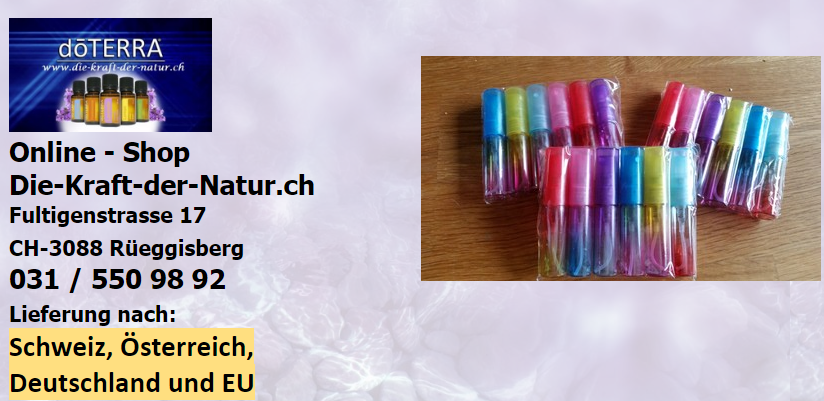 dōTERRA®
www.die-kraft-der-natur.ch
Online - Shop
Die-Kraft-der-Natur.ch
Fultigenstrasse 17
CH-3088 Rüeggisberg
031 / 550 98 92
Lieferung nach:
Schweiz, Österreich,
Deutschland und EU